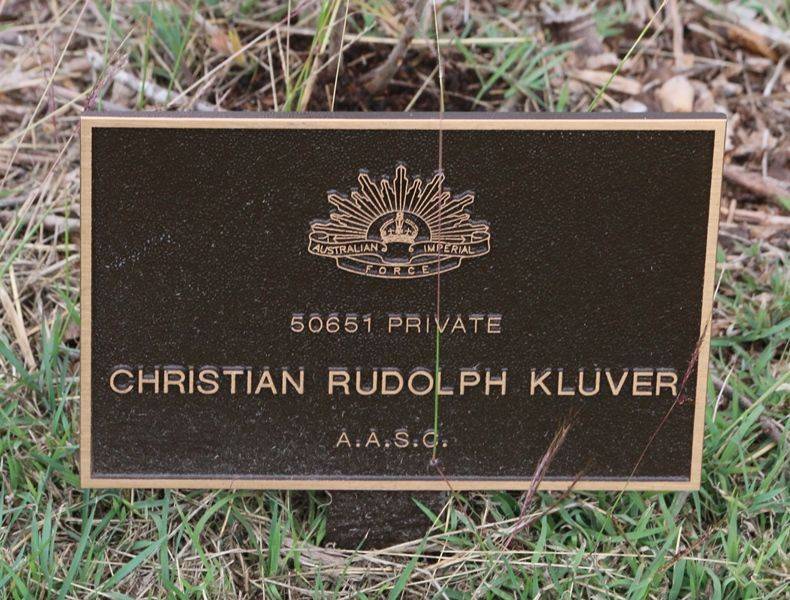 AUSTRALIAN IMPERIAL
FORCE
50651 PRIVATE
CHRISTIAN RUDOLPH KLUVER
A.A.S.C.